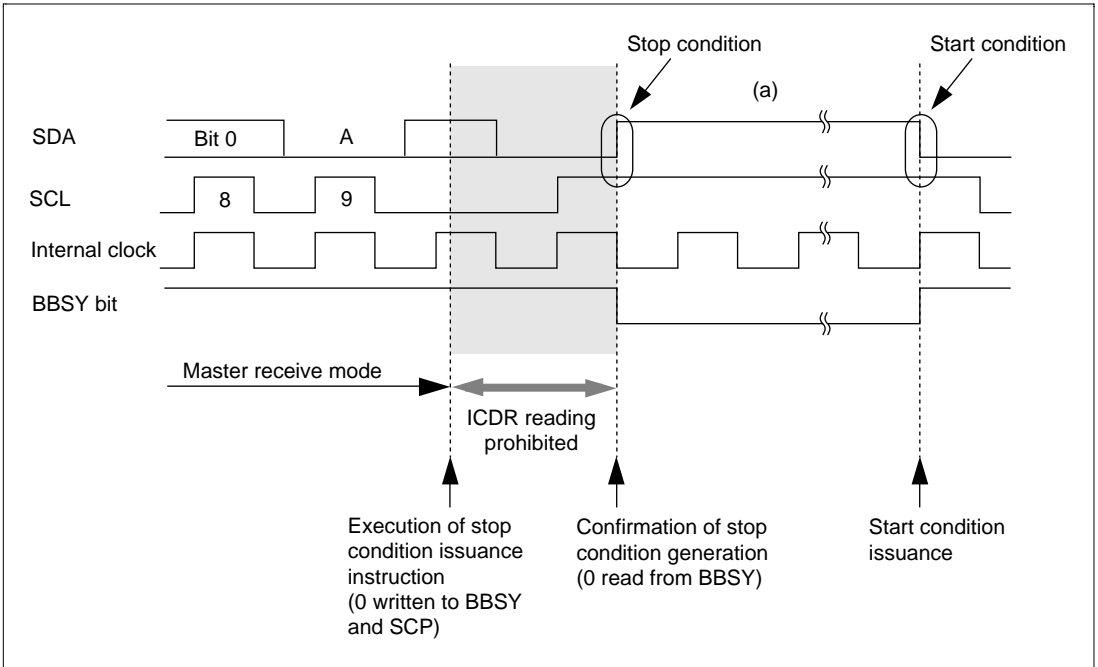 Stop condition
Start condition
(a)
SDA
Bit 0
A
SCL
8
9
Internal clock
BBSY bit
Master receive mode
ICDR reading
prohibited
Execution of stop
condition issuance
instruction
(0 written to BBSY
and SCP)
Confirmation of stop
condition generation
(0 read from BBSY)
Start condition
issuance